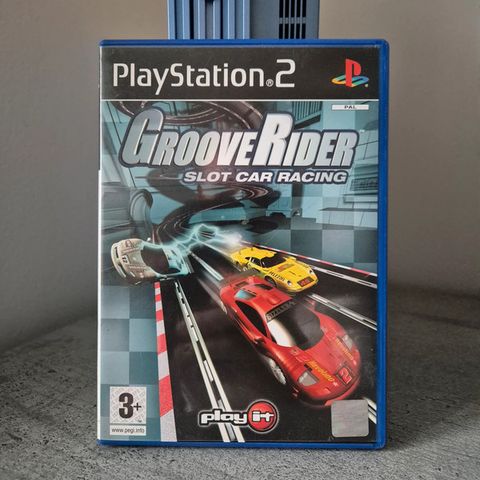 PlayStation®2
PAL
GROOVERIDER
SLOT CAR RACING
3+
www.pegi.info
play it